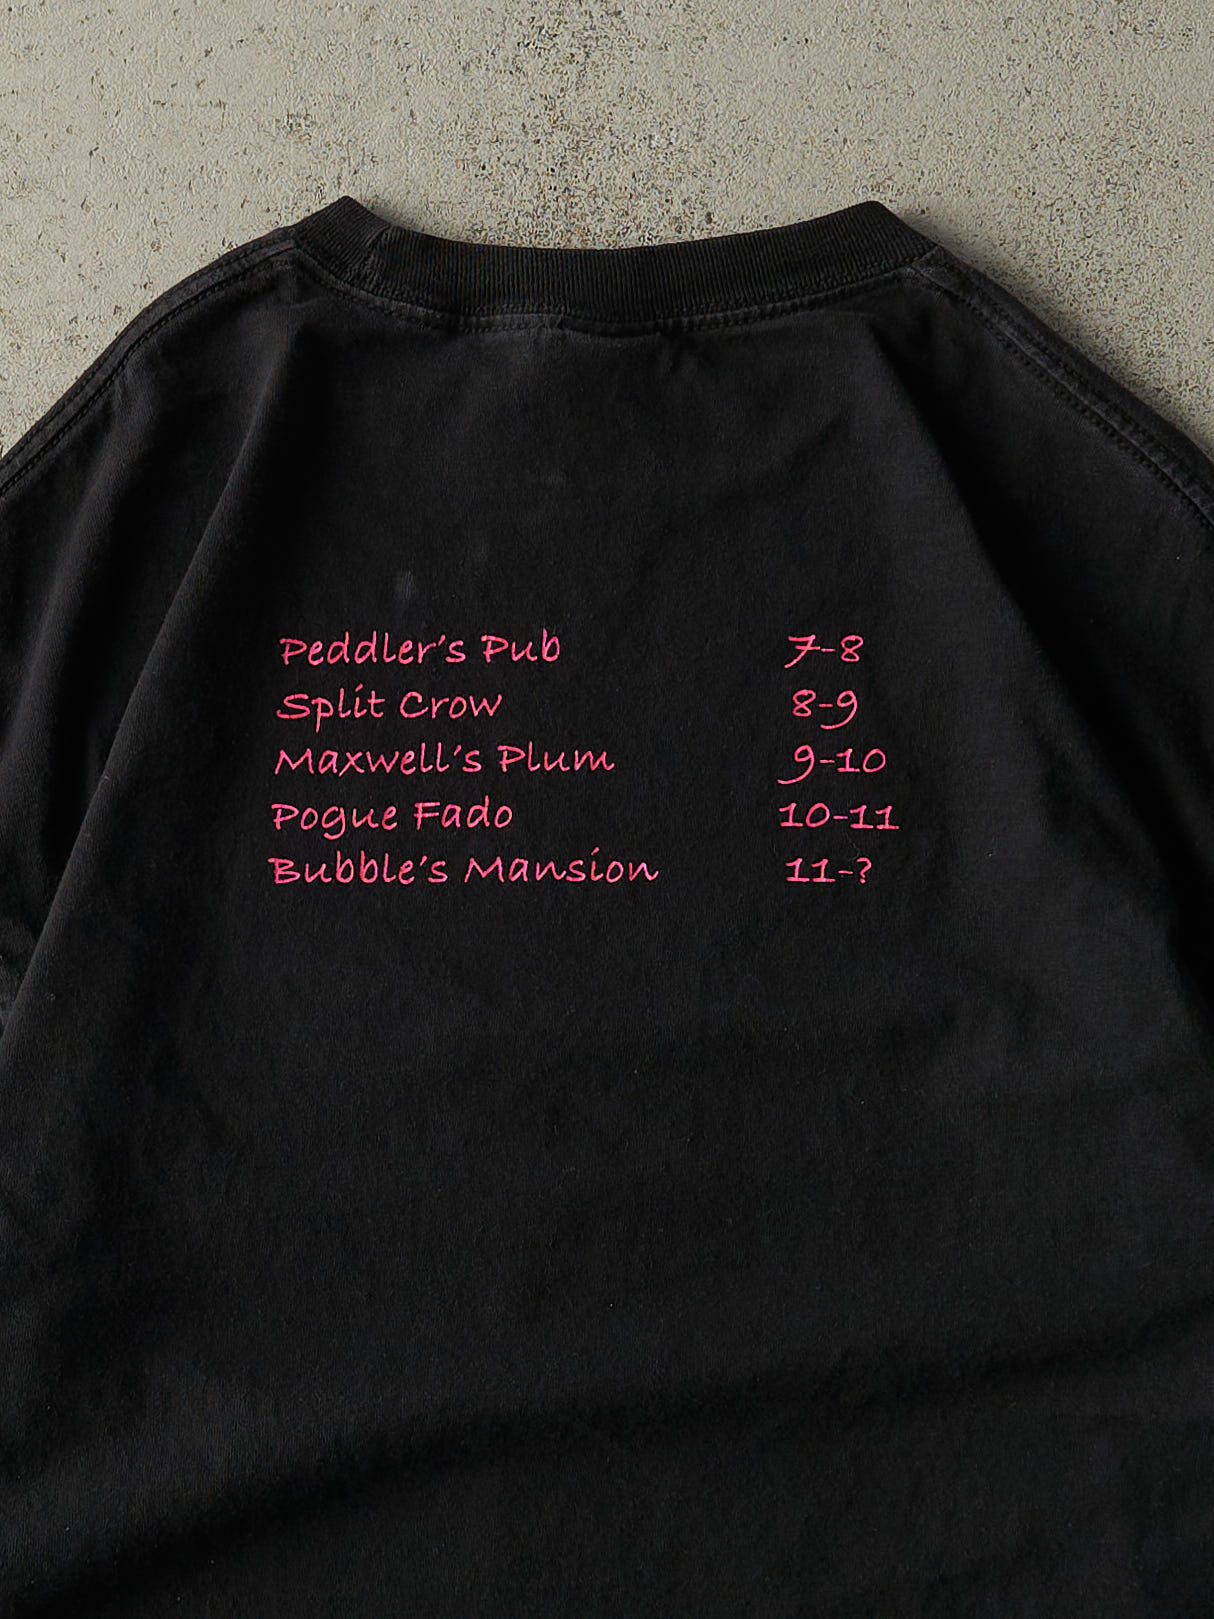 Peddler's Pub 7-8
Split Crow 8-9
Maxwell's Plum 9-10
Pogue Fado 10-11
Bubble's Mansion 11-?